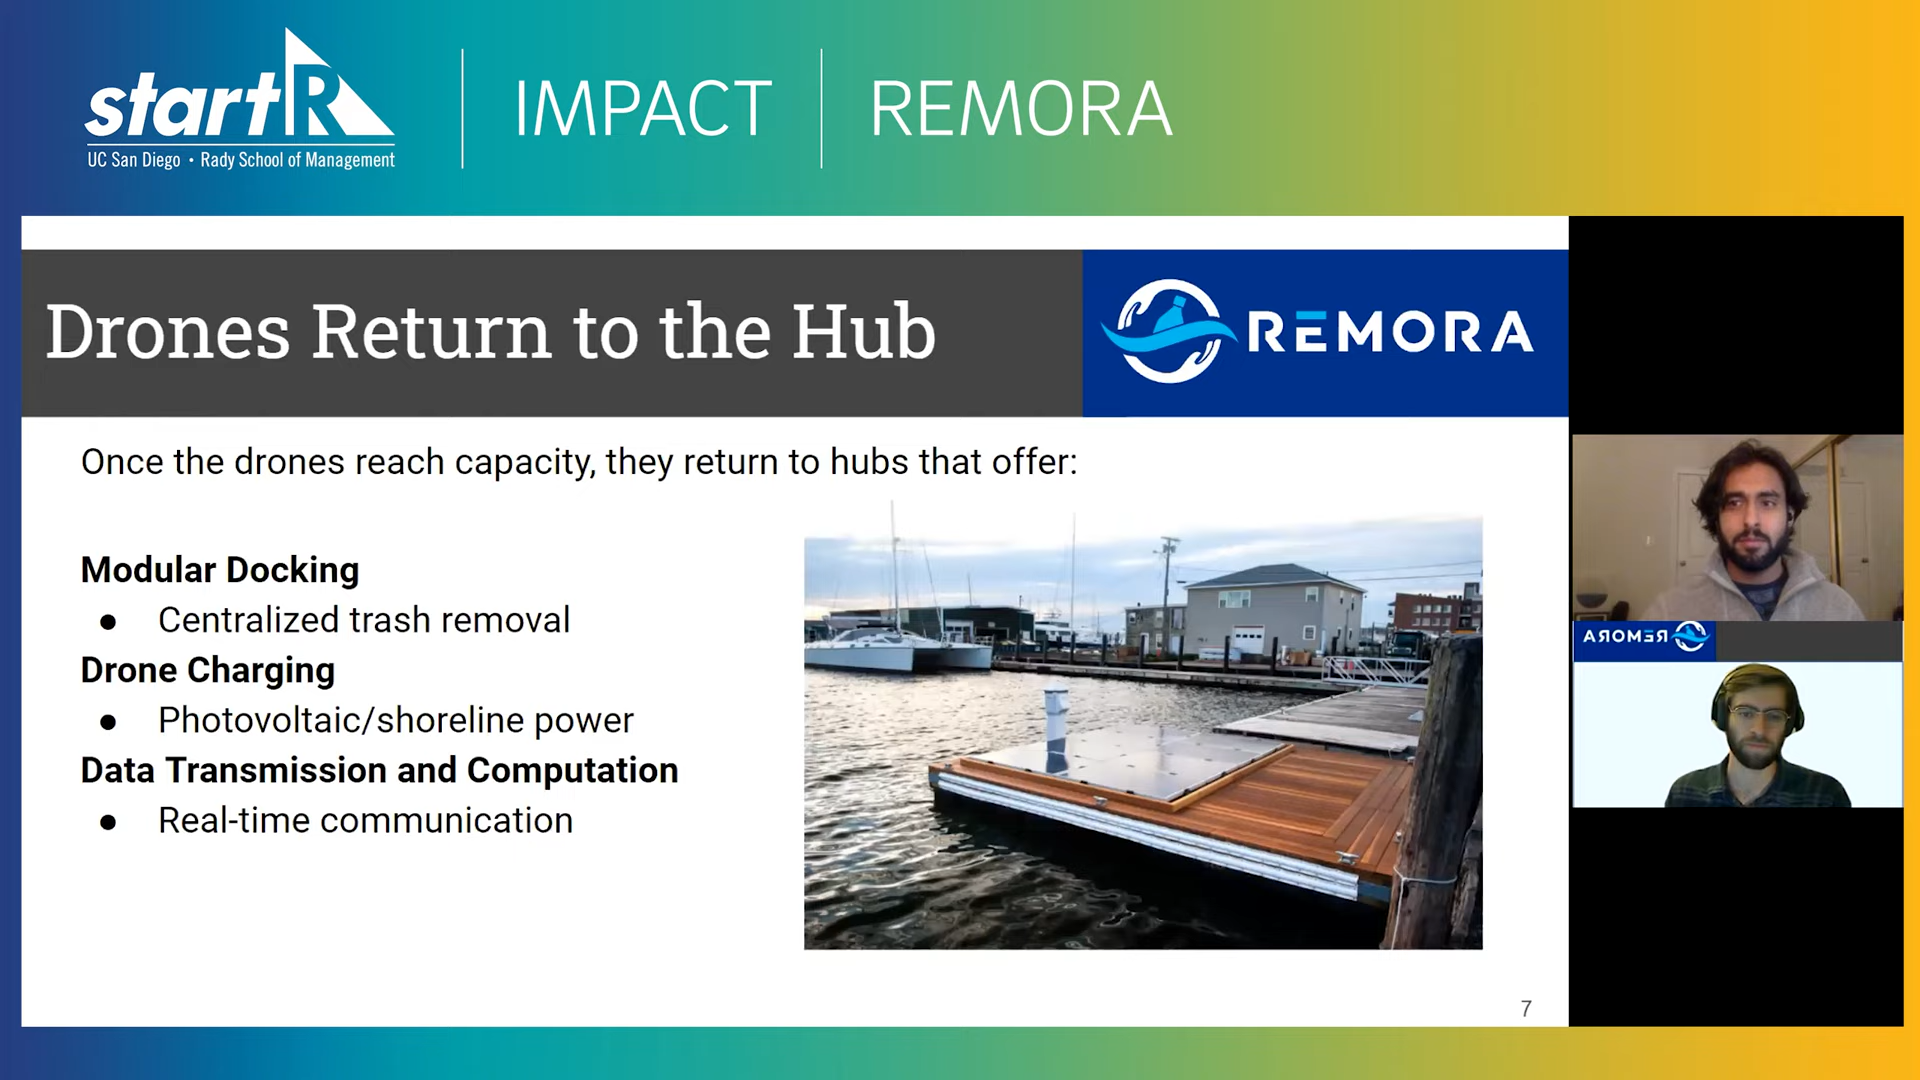 startR
UC San Diego • Rady School of Management
IMPACT
REMORA
Drones Return to the Hub
REMORA
Once the drones reach capacity, they return to hubs that offer:
Modular Docking
● Centralized trash removal
Drone Charging
● Photovoltaic/shoreline power
Data Transmission and Computation
● Real-time communication
REMORA
7